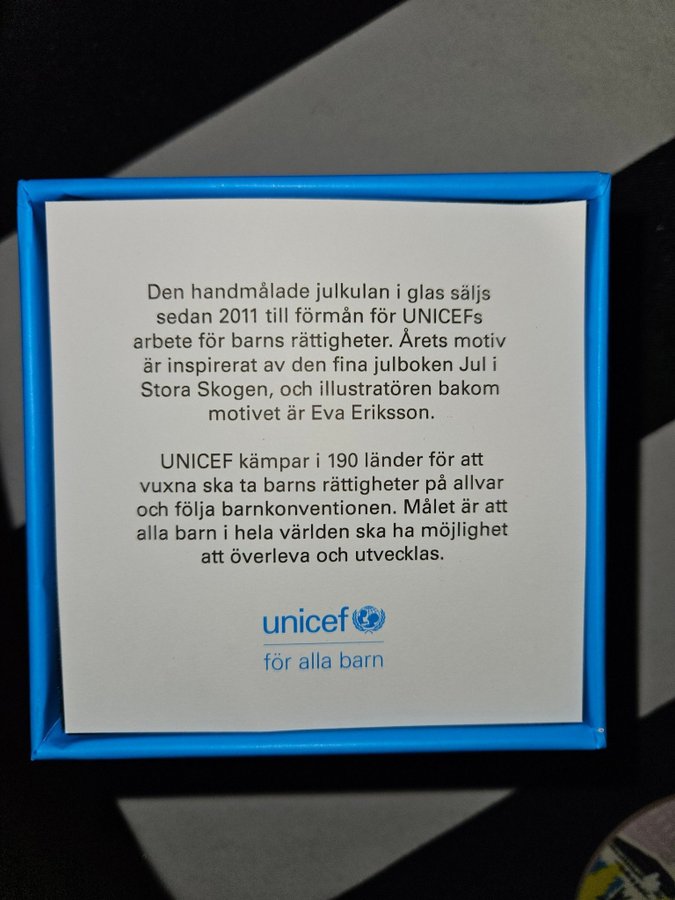 Den handmålade julkulan i glas säljs
sedan 2011 till förmån för UNICEFs
arbete för barns rättigheter. Årets motiv
är inspirerat av den fina julboken Jul i
Stora Skogen, och illustratören bakom
motivet är Eva Eriksson.
UNICEF kämpar i 190 länder för att
vuxna ska ta barns rättigheter på allvar
och följa barnkonventionen. Målet är att
alla barn i hela världen ska ha möjlighet
att överleva och utvecklas.
unicef
för alla barn